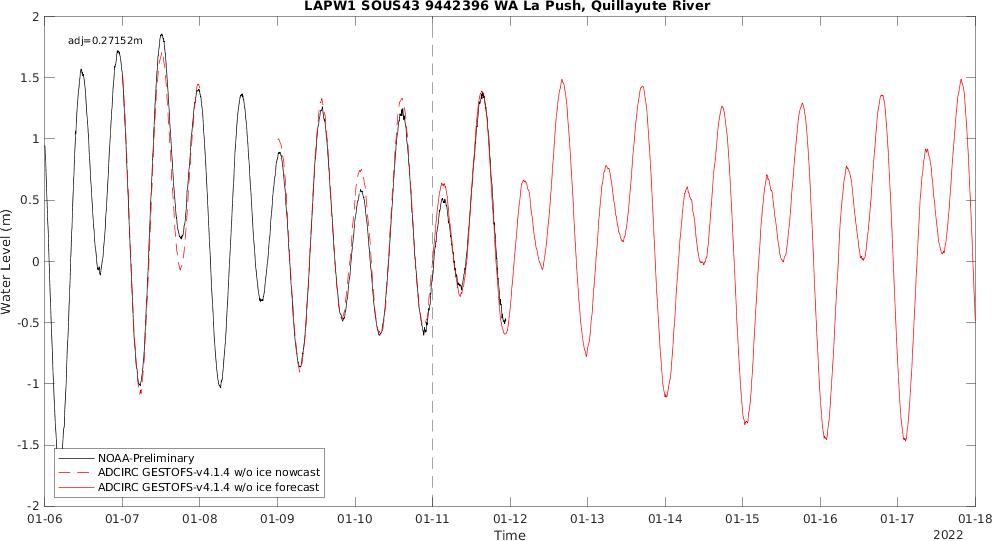 LAPW1 SOUS43 9442396 WA La Push, Quillayute River
adj=0.27152m
2
1.5
1
0.5
0
-0.5
-1
-1.5
-2
Water Level (m)
NOAA-Preliminary
ADCIRC GESTOFS-v4.1.4 w/o ice nowcast
ADCIRC GESTOFS-v4.1.4 w/o ice forecast
01-06 01-07 01-08 01-09 01-10 01-11 01-12 01-13 01-14 01-15 01-16 01-17 01-18
Time
2022